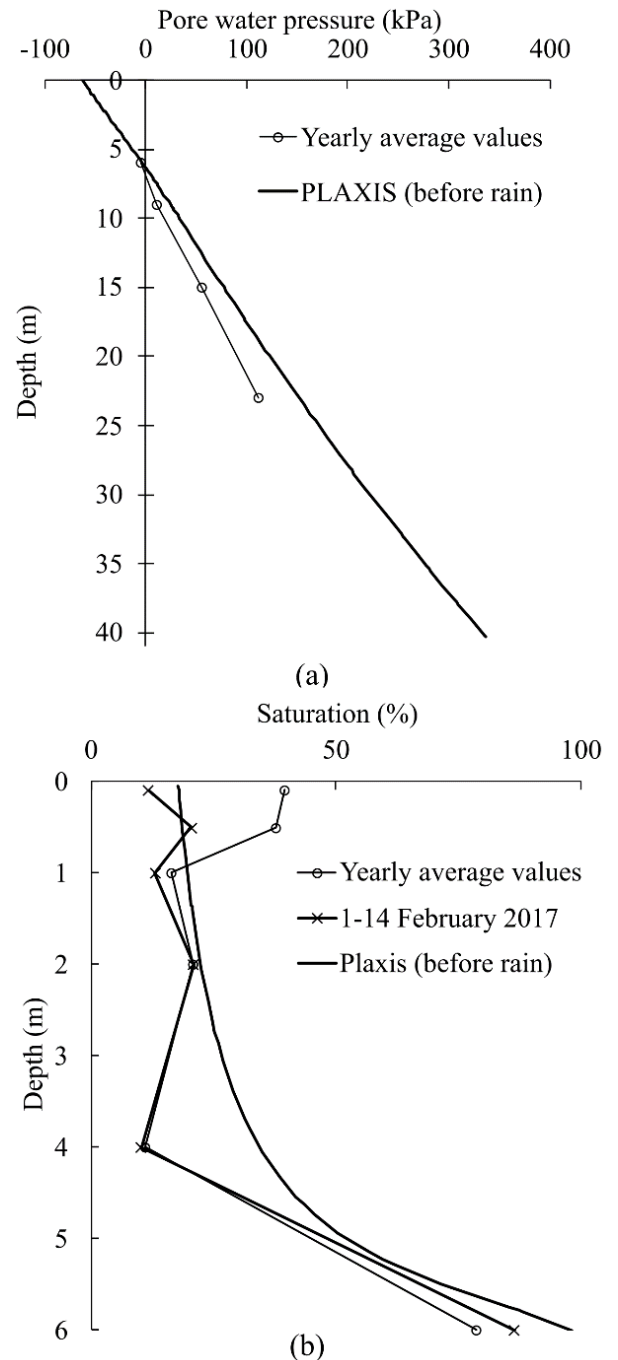 Pore water pressure (kPa)
-100 0 100 200 300 400
0
5
10
15
20
25
30
35
40
Depth (m)
Yearly average values
PLAXIS (before rain)
(a)
Saturation (%)
0 50 100
0
1
2
3
4
5
6
Depth (m)
Yearly average values
1-14 February 2017
Plaxis (before rain)
(b)